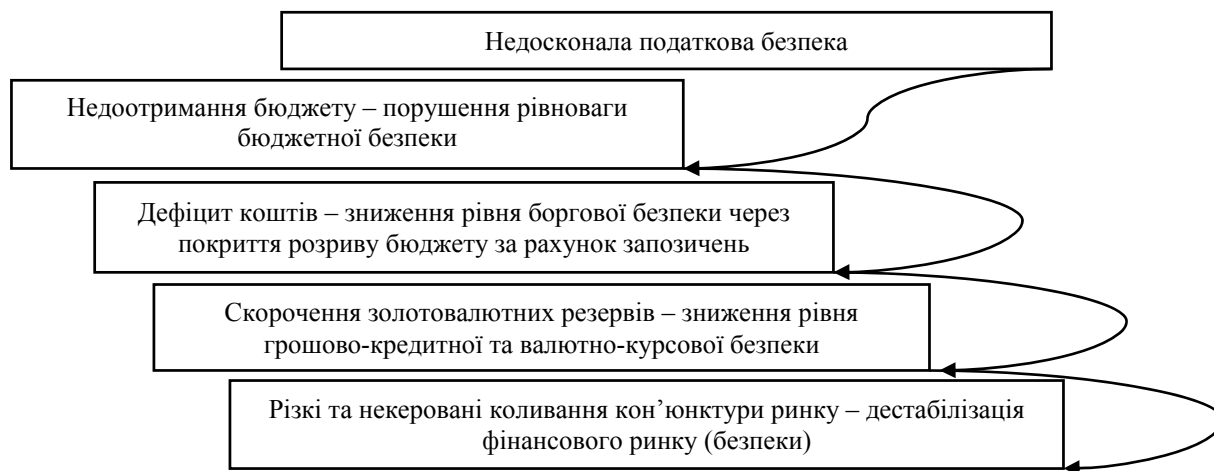 Недосконала податкова безпека
Недоотримання бюджету – порушення рівноваги
бюджетної безпеки
Дефіцит коштів – зниження рівня боргової безпеки через
покриття розриву бюджету за рахунок запозичень
Скорочення золотовалютних резервів – зниження рівня
грошово-кредитної та валютно-курсової безпеки
Різкі та некеровані коливання кон’юнктури ринку – дестабілізація
фінансового ринку (безпеки)